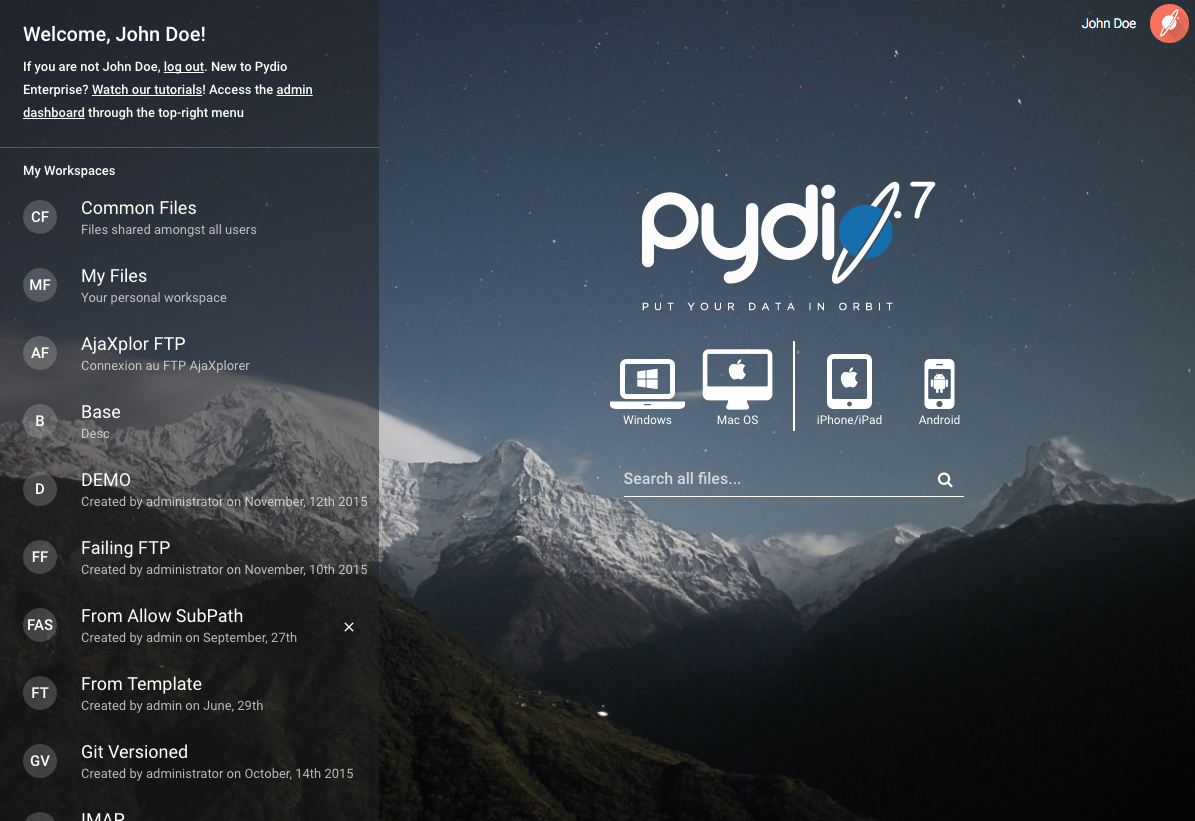 Welcome, John Doe!
If you are not John Doe, log out. New to Pydio
Enterprise? Watch our tutorials! Access the admin
dashboard through the top-right menu
My Workspaces
CF
Common Files
Files shared amongst all users
MF
My Files
Your personal workspace
AF
AjaXplor FTP
Connexion au FTP AjaXplorer
B
Base
Desc
D
DEMO
Created by administrator on November, 12th 2015
FF
Failing FTP
Created by administrator on November, 10th 2015
FAS
From Allow SubPath
Created by admin on September, 27th
FT
From Template
Created by admin on June, 29th
GV
Git Versioned
Created by administrator on October, 14th 2015
IMAP
John Doe
pydio.7
PUT YOUR DATA IN ORBIT
Windows
Mac OS
iPhone/iPad
Android
Search all files...